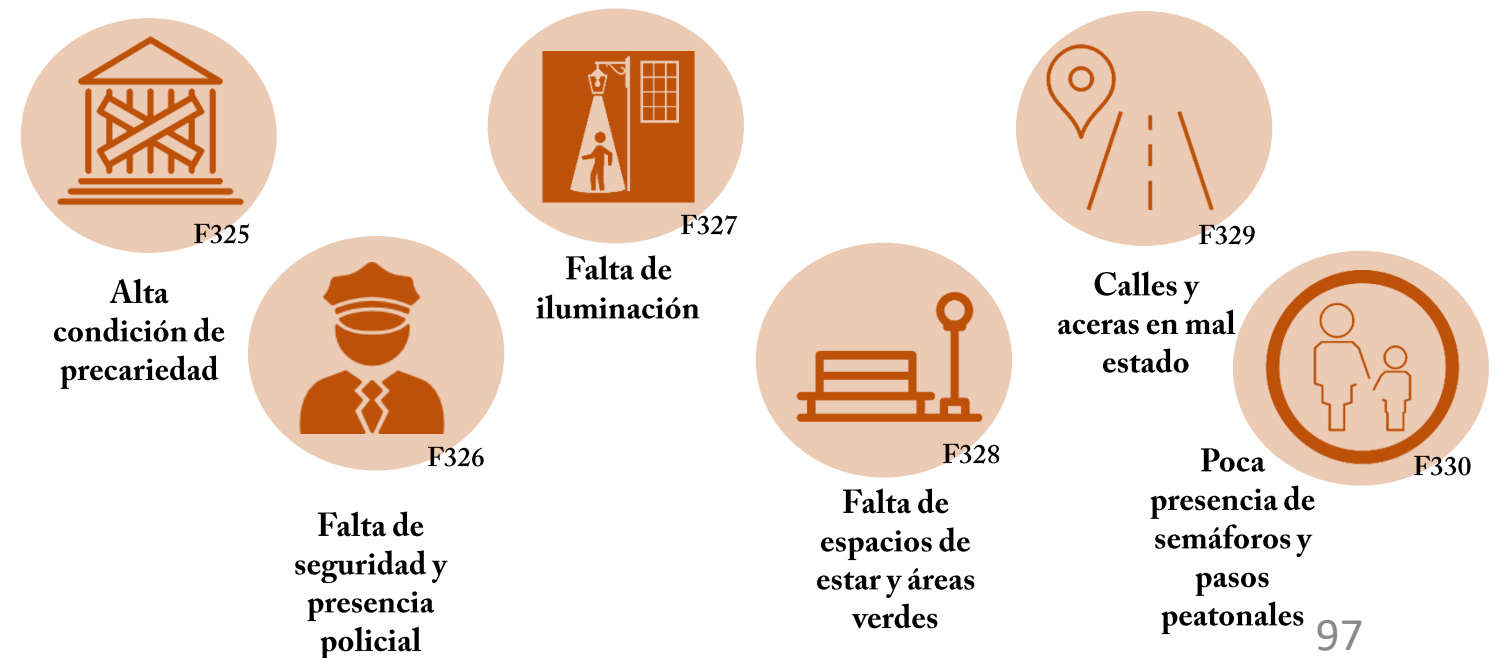 F325
Alta
condición de
precariedad
F326
Falta de
seguridad y
presencia
policial
F327
Falta de
iluminación
F328
Falta de
espacios de
estar y áreas
verdes
F329
Calles y
aceras en mal
estado
F330
Poca
presencia de
semáforos y
pasos
peatonales
97